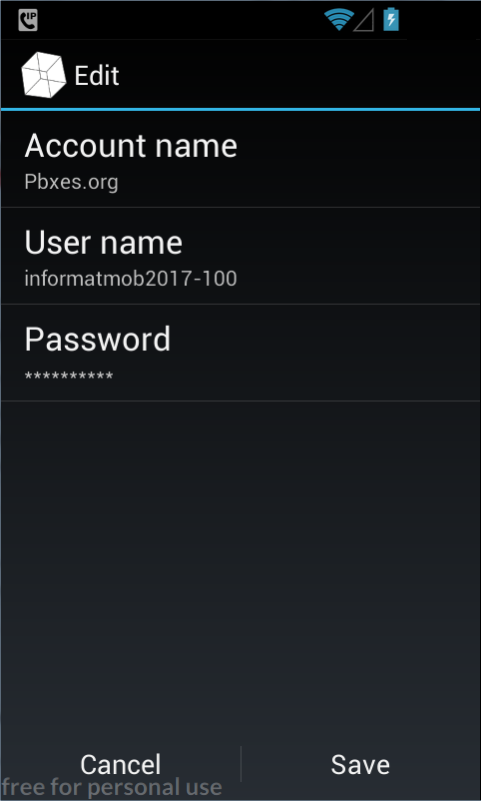 IP
Edit
Account name
Pbxes.org
User name
informatmob2017-100
Password
**********
Cancel
Save
free for personal use